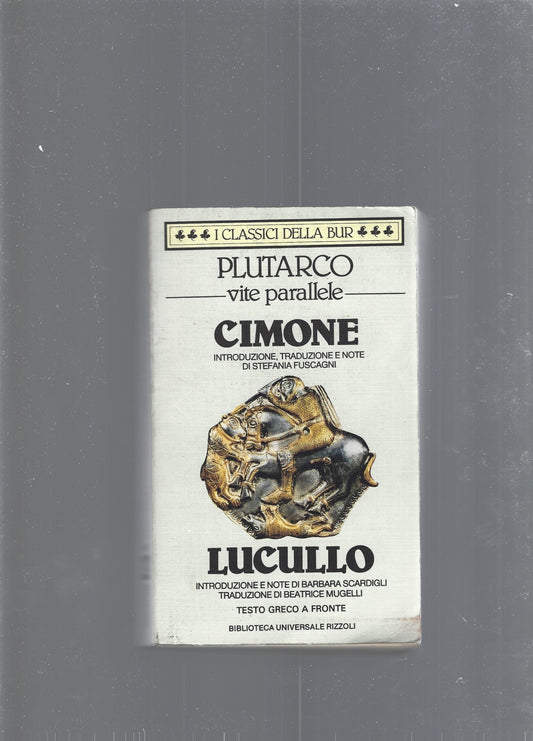 I CLASSICI DELLA BUR
PLUTARCO
vite parallele
CIMONE
INTRODUZIONE, TRADUZIONE E NOTE
DI STEFANIA FUSCAGNI
LUCULLO
INTRODUZIONE E NOTE DI BARBARA SCARDIGLI
TRADUZIONE DI BEATRICE MUGELLI
TESTO GRECO A FRONTE
BIBLIOTECA UNIVERSALE RIZZOLI